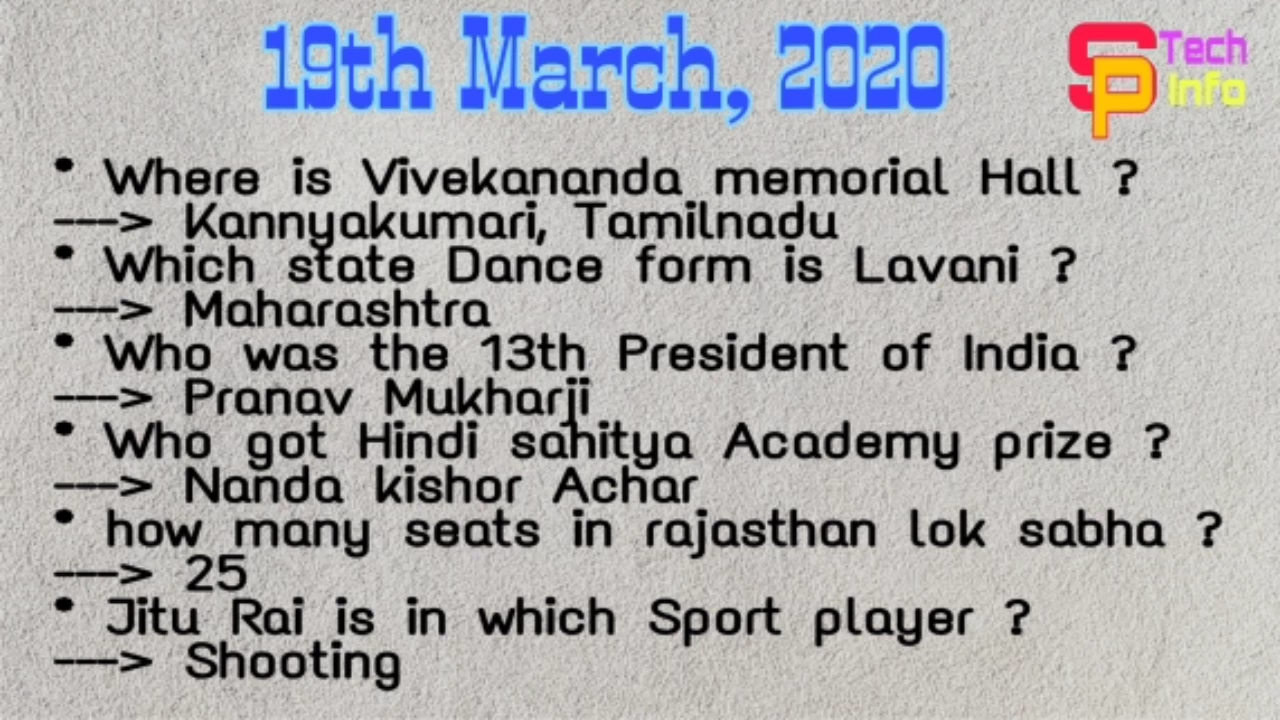 19th March, 2020
SP Tech
Info
• Where is Vivekananda memorial Hall ?
---> Kannyakumari, Tamilnadu
• Which state Dance form is Lavani ?
---> Maharashtra
• Who was the 13th President of India ?
---> Pranav Mukharji
• Who got Hindi sahitya Academy prize ?
---> Nanda kishor Achar
• how many seats in rajasthan lok sabha ?
---> 25
• Jitu Rai is in which Sport player ?
---> Shooting